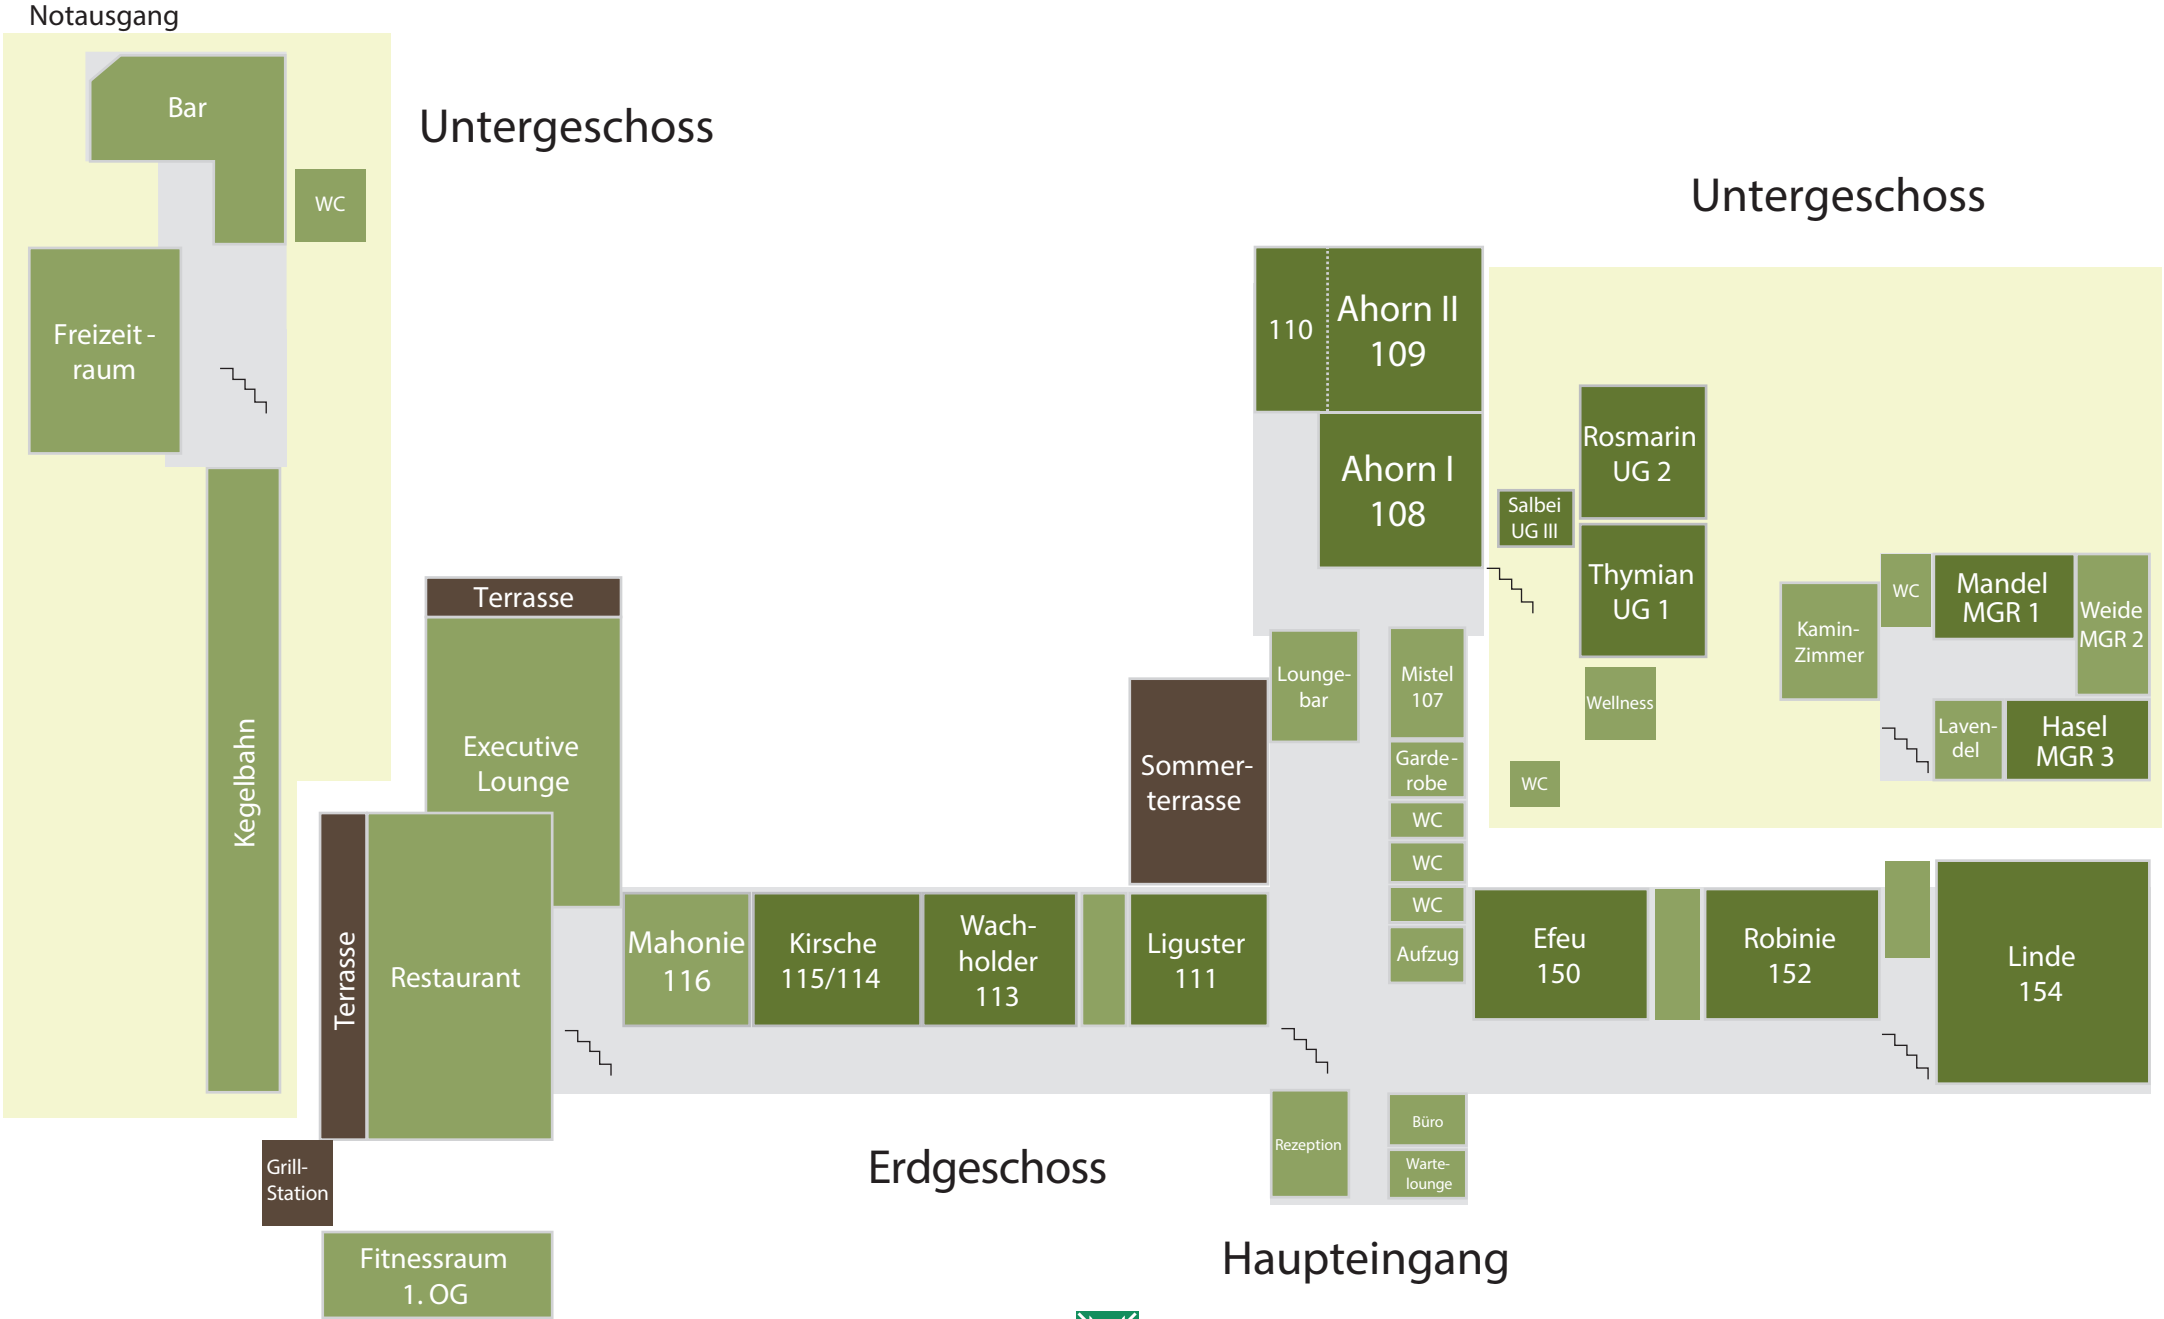 Notausgang
Bar
Untergeschoss
WC
Freizeit-
raum
Kegelbahn
Terrasse
Executive
Lounge
Terrasse
Restaurant
Grill-
Station
Fitnessraum
1. OG
Mahonie
116
Kirsche
115/114
Wach-
holder
113
Liguster
111
Sommer-
terrasse
Erdgeschoss
110
Ahorn II
109
Ahorn I
108
Lounge-
bar
Mistel
107
Garde-
robe
WC
WC
WC
Aufzug
Rezeption
Büro
Warte-
lounge
Haupteingang
Untergeschoss
Rosmarin
UG 2
Salbei
UG III
Thymian
UG 1
Wellness
WC
Kamin-
Zimmer
WC
Mandel
MGR 1
Weide
MGR 2
Laven-
del
Hasel
MGR 3
Efeu
150
Robinie
152
Linde
154